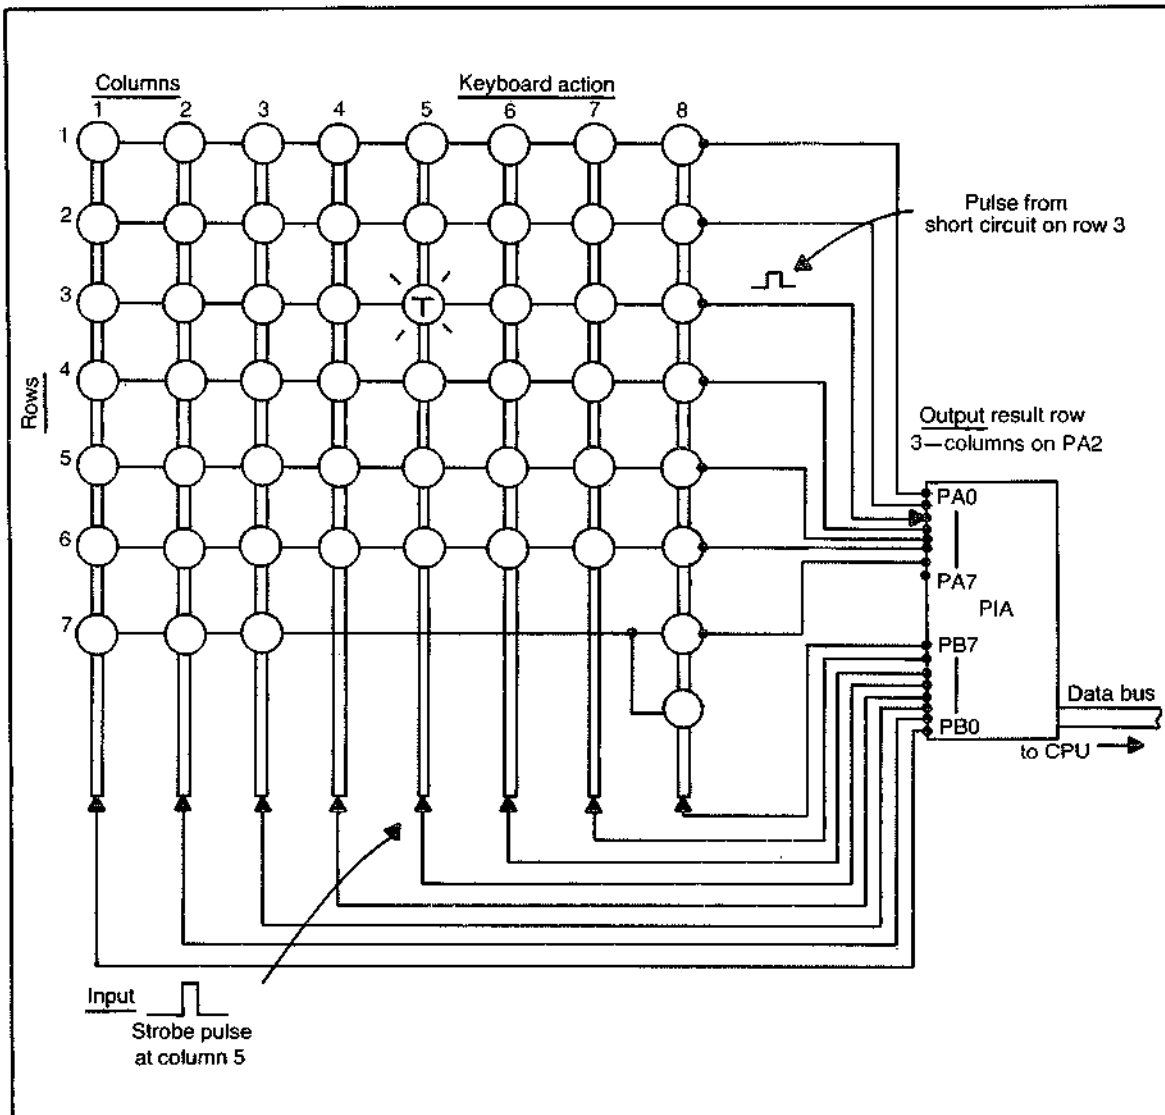 Columns
Keyboard action
1 2 3 4 5 6 7 8
1
2
Pulse from
short circuit on row 3
3
T
4
Rows
Output result row
3—columns on PA2
5
PA0
6
PA7
PIA
7
PB7
Data bus
PB0
to CPU
Input
Strobe pulse
at column 5